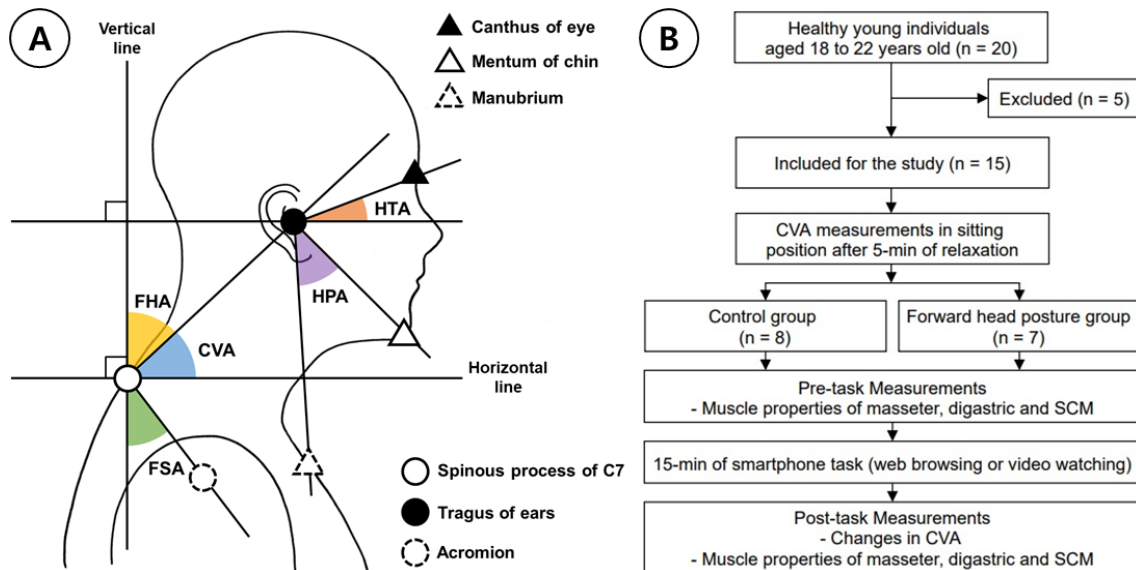 A
Vertical
line
Canthus of eye
Mentum of chin
Manubrium
HTA
HPA
FHA
CVA
Horizontal
line
FSA
Spinous process of C7
Tragus of ears
Acromion
B
Healthy young individuals
aged 18 to 22 years old (n = 20)
Excluded (n = 5)
Included for the study (n = 15)
CVA measurements in sitting
position after 5-min of relaxation
Control group
(n = 8)
Forward head posture group
(n = 7)
Pre-task Measurements
- Muscle properties of masseter, digastric and SCM
15-min of smartphone task (web browsing or video watching)
Post-task Measurements
- Changes in CVA
- Muscle properties of masseter, digastric and SCM